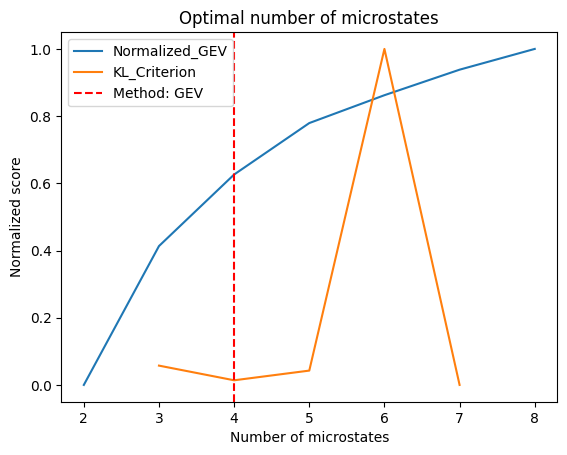 Optimal number of microstates
Normalized_GEV
KL_Criterion
Method: GEV
Normalized score
1.0
0.8
0.6
0.4
0.2
0.0
2 3 4 5 6 7 8
Number of microstates